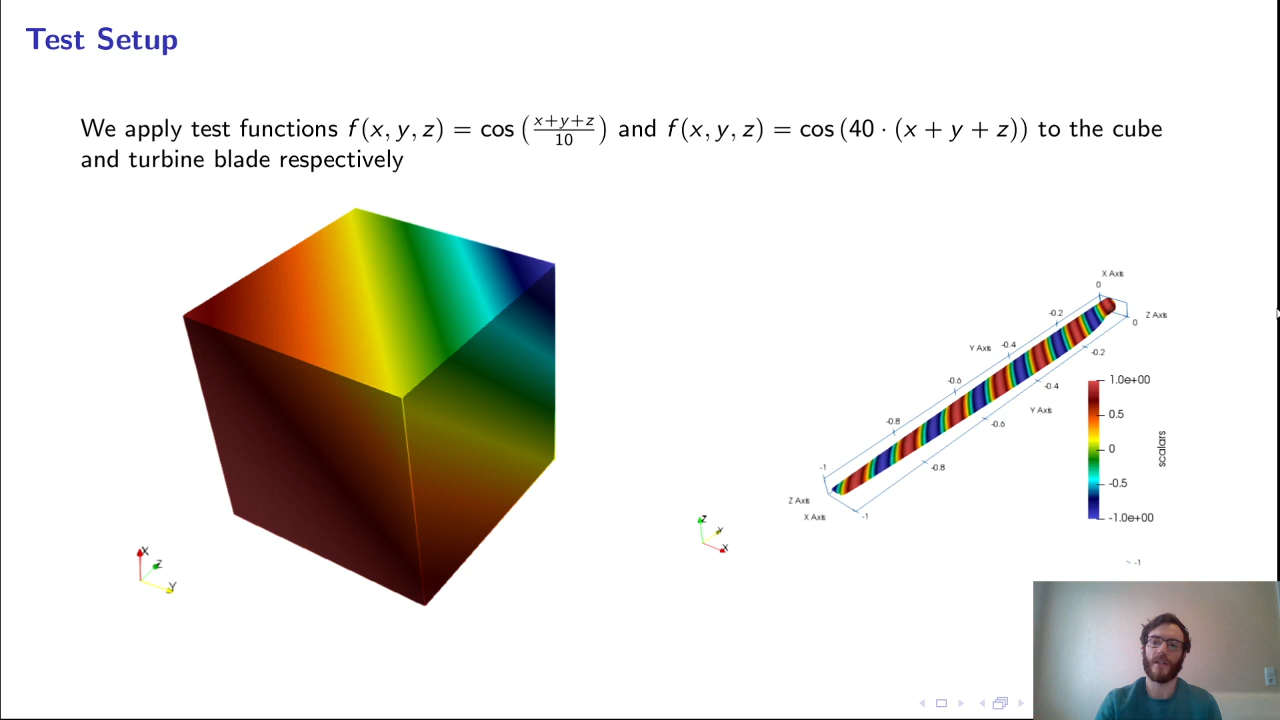 Test Setup
We apply test functions f(x, y, z) = cos (x+y+z/10) and f(x, y, z) = cos (40 · (x + y + z)) to the cube
and turbine blade respectively
X
Z
Y
Z
Y
X
X Axis
0
Z Axis
0
-0.2
-0.2
Y Axis
-0.4
-0.4
-0.6
Y Axis
-0.6
-0.8
-0.8
-1
Z Axis
X Axis
-1
1.0e+00
0.5
0
-0.5
-1.0e+00
scalars
-1